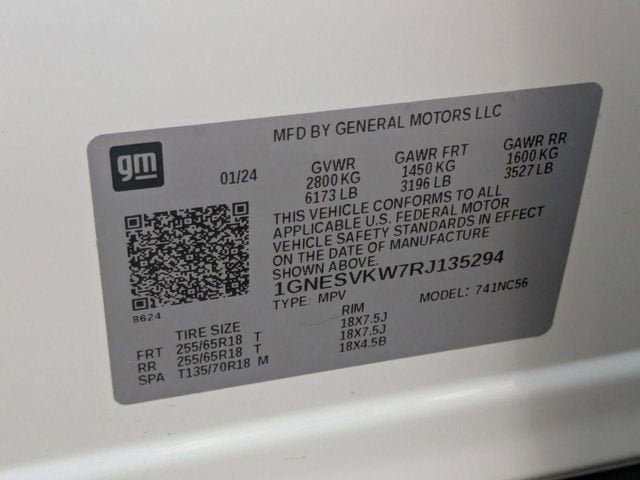 MFD BY GENERAL MOTORS LLC
gm
01/24
GVWR GAWR FRT GAWR RR
2800 KG 1450 KG 1600 KG
6173 LB 3196 LB 3527 LB
THIS VEHICLE CONFORMS TO ALL
APPLICABLE U.S. FEDERAL MOTOR
VEHICLE SAFETY STANDARDS IN EFFECT
ON THE DATE OF MANUFACTURE
SHOWN ABOVE.
1GNESVKW7RJ135294
TYPE: MPV MODEL: 741NC56
8624
TIRE SIZE RIM
FRT 255/65R18 T 18X7.5J
RR 255/65R18 T 18X7.5J
SPA T135/70R18 M 18X4.5B